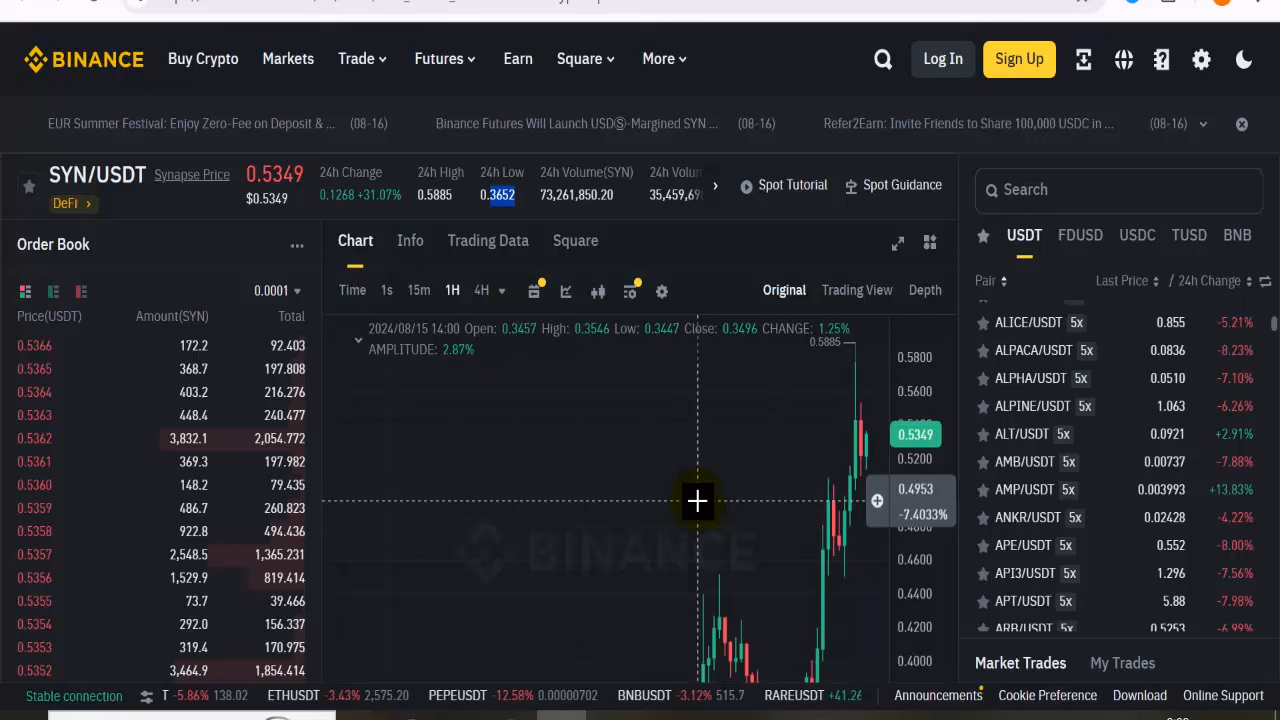 BINANCE Buy Crypto Markets Trade Futures Earn Square More Log In Sign Up
EUR Summer Festival: Enjoy Zero-Fee on Deposit & ... (08-16) Binance Futures Will Launch USDⓈ-Margined SYN ... (08-16) Refer2Earn: Invite Friends to Share 100,000 USDC in ... (08-16)
SYN/USDT Synapse Price 0.5349 24h Change 24h High 24h Low 24h Volume(SYN) 24h Volum
DeFi $0.5349 0.1268 +31.07% 0.5885 0.3652 73,261,850.20 35,459,69 Spot Tutorial Spot Guidance
Order Book ...
0.0001
Price(USDT) Amount(SYN) Total
0.5366 172.2 92.403
0.5365 368.7 197.808
0.5364 403.2 216.276
0.5363 448.4 240.477
0.5362 3,832.1 2,054.772
0.5361 369.3 197.982
0.5360 148.2 79.435
0.5359 486.7 260.823
0.5358 922.8 494.436
0.5357 2,548.5 1,365.231
0.5356 1,529.9 819.414
0.5355 73.7 39.466
0.5354 292.0 156.337
0.5353 319.4 170.975
0.5352 3,464.9 1,854.414
Chart Info Trading Data Square
Time 1s 15m 1H 4H Original Trading View Depth
2024/08/15 14:00 Open: 0.3457 High: 0.3546 Low: 0.3447 Close: 0.3496 CHANGE: 1.25%
AMPLITUDE: 2.87%
0.5885
0.5800
0.5600
0.5349
0.5200
0.4953
-7.4033%
0.4600
0.4400
0.4200
0.4000
BINANCE
Search
USDT FDUSD USDC TUSD BNB
Pair Last Price / 24h Change
ALICE/USDT 5x 0.855 -5.21%
ALPACA/USDT 5x 0.0836 -8.23%
ALPHA/USDT 5x 0.0510 -7.10%
ALPINE/USDT 5x 1.063 -6.26%
ALT/USDT 5x 0.0921 +2.91%
AMB/USDT 5x 0.00737 -7.88%
AMP/USDT 5x 0.003993 +13.83%
ANKR/USDT 5x 0.02428 -4.22%
APE/USDT 5x 0.552 -8.00%
API3/USDT 5x 1.296 -7.56%
APT/USDT 5x 5.88 -7.98%
ARB/USDT 5x 0.5253 -6.99%
Market Trades My Trades
Stable connection T -5.86% 138.02 ETHUSDT -3.43% 2,575.20 PEPEUSDT -12.58% 0.00000702 BNBUSDT -3.12% 515.7 RAREUSDT +41.26 Announcements Cookie Preference Download Online Support